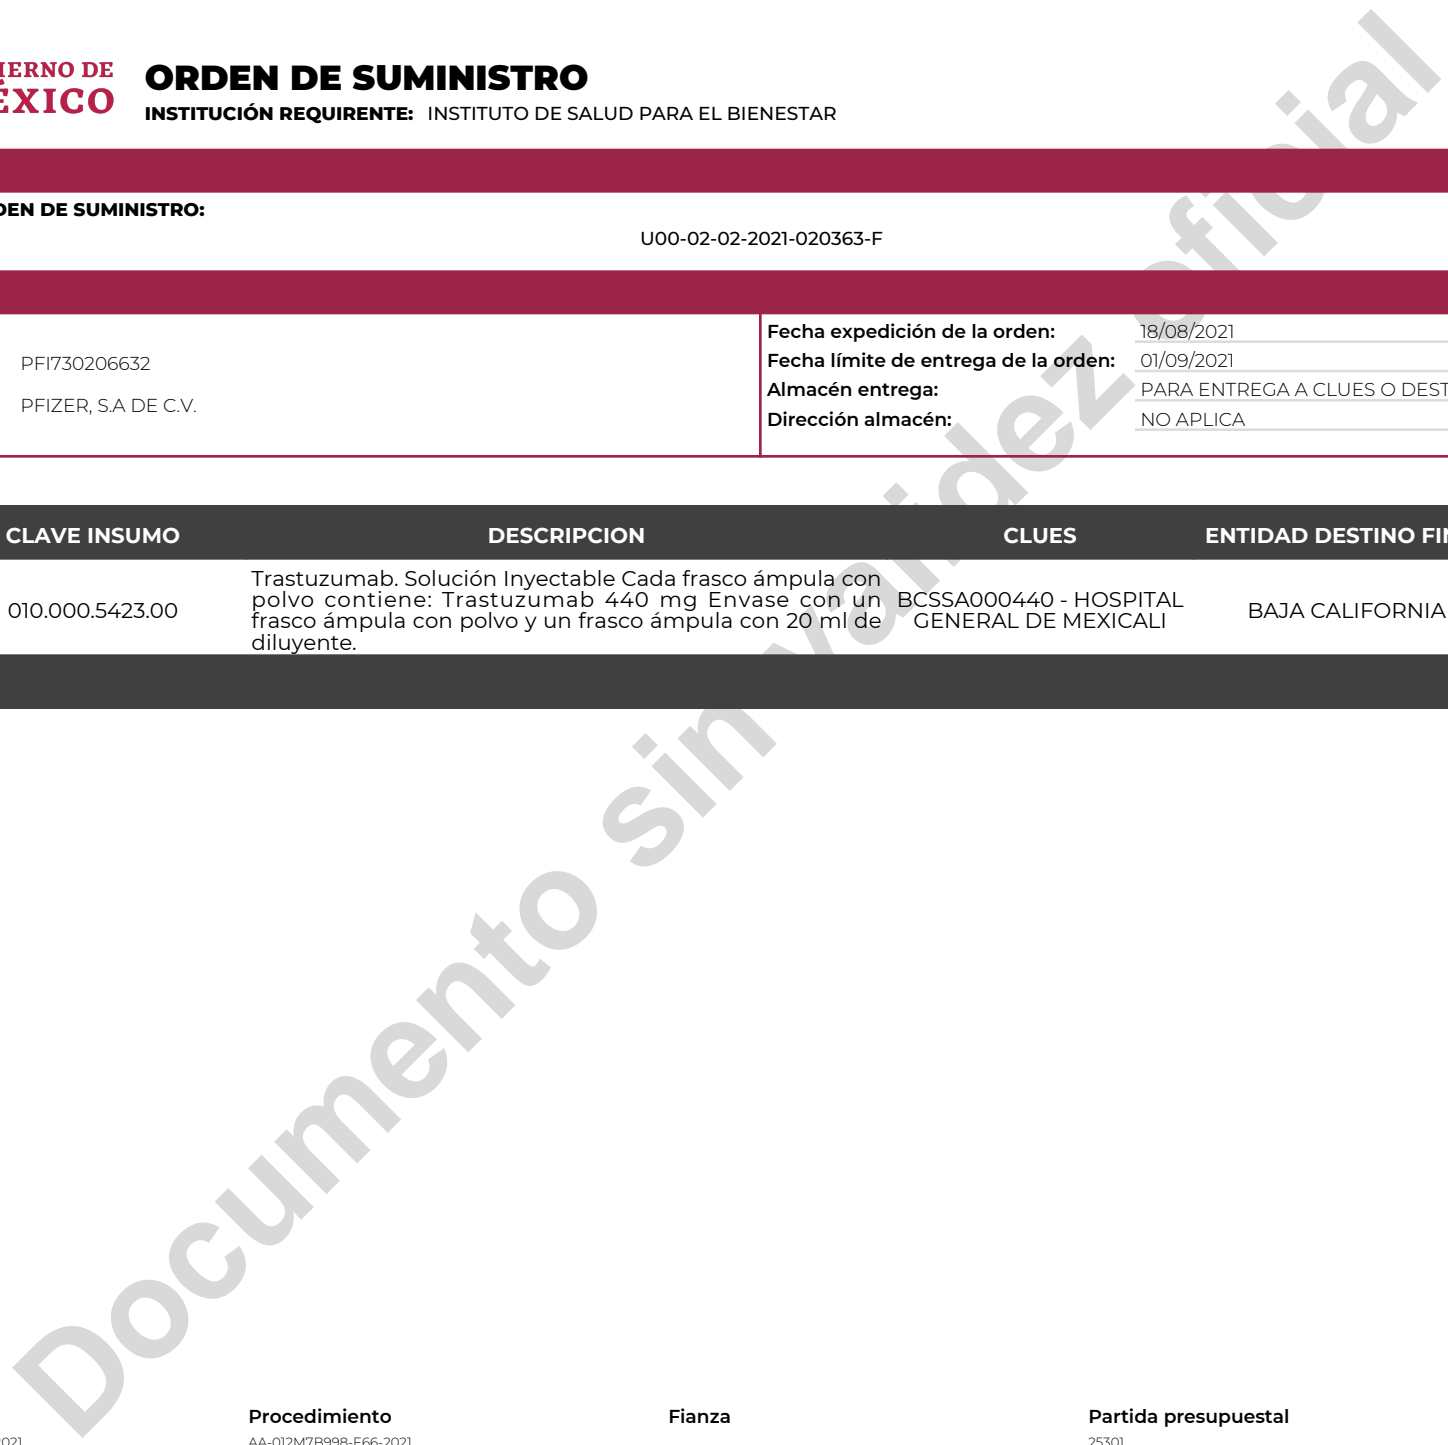 IERNO DE
ÉXICO
ORDEN DE SUMINISTRO
INSTITUCIÓN REQUIRENTE: INSTITUTO DE SALUD PARA EL BIENESTAR
DEN DE SUMINISTRO:
U00-02-02-2021-020363-F
PFI730206632
PFIZER, S.A DE C.V.
Fecha expedición de la orden: 18/08/2021
Fecha límite de entrega de la orden: 01/09/2021
Almacén entrega: PARA ENTREGA A CLUES O DEST
Dirección almacén: NO APLICA
CLAVE INSUMO DESCRIPCION CLUES ENTIDAD DESTINO FIN
010.000.5423.00
Trastuzumab. Solución Inyectable Cada frasco ámpula con
polvo contiene: Trastuzumab 440 mg Envase con un
frasco ámpula con polvo y un frasco ámpula con 20 ml de
diluyente.
BCSSA000440 - HOSPITAL
GENERAL DE MEXICALI
BAJA CALIFORNIA
Documento sin validez oficial
Procedimiento Fianza Partida presupuestal
2021 AA-012M7B998-E66-2021 25301